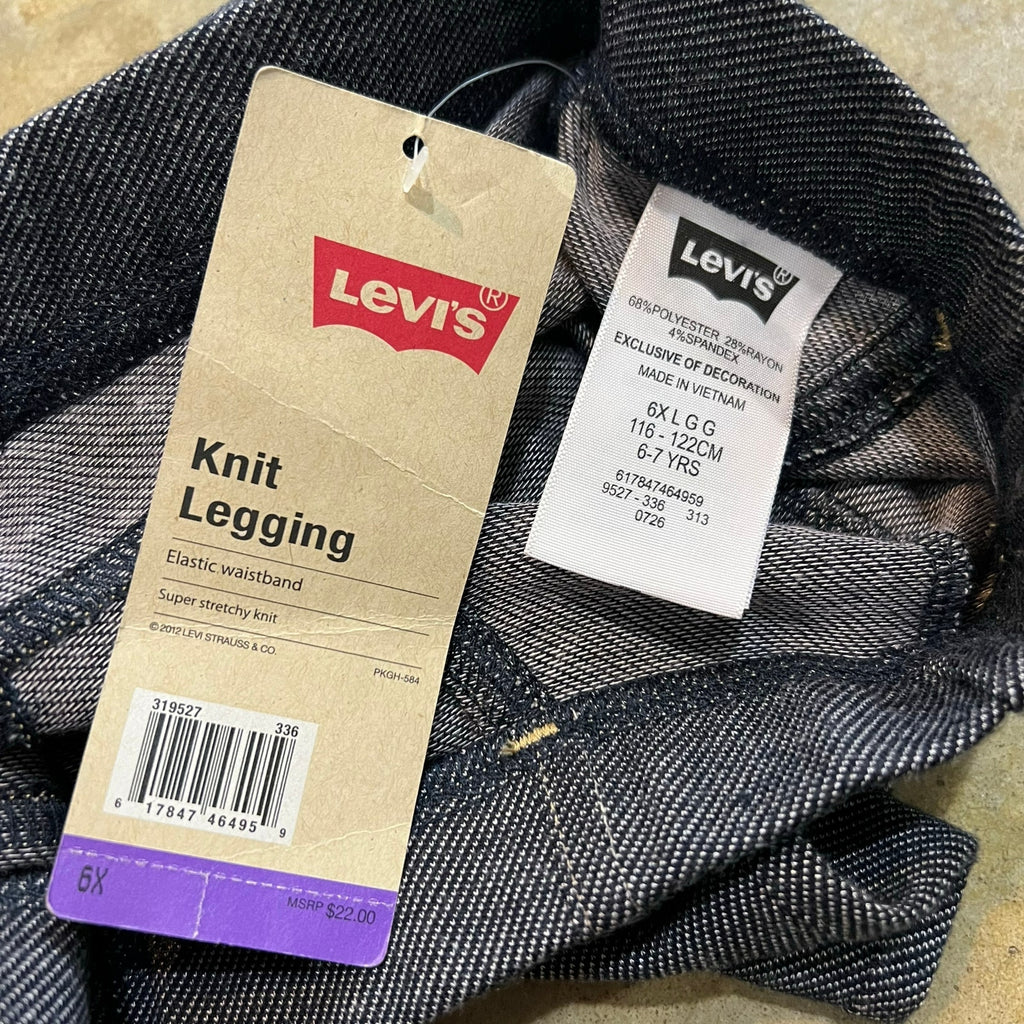 LEVI'S®
Knit
Legging
Elastic waistband
Super stretchy knit
© 2012 LEVI STRAUSS & CO.
PKGH-584
319527 336
6 17847 46495 9
6X
MSRP $22.00
LEVI'S®
68%POLYESTER 28%RAYON
4%SPANDEX
EXCLUSIVE OF DECORATION
MADE IN VIETNAM
6X L G G
116 - 122CM
6-7 YRS
617847464959
9527-336 313
0726